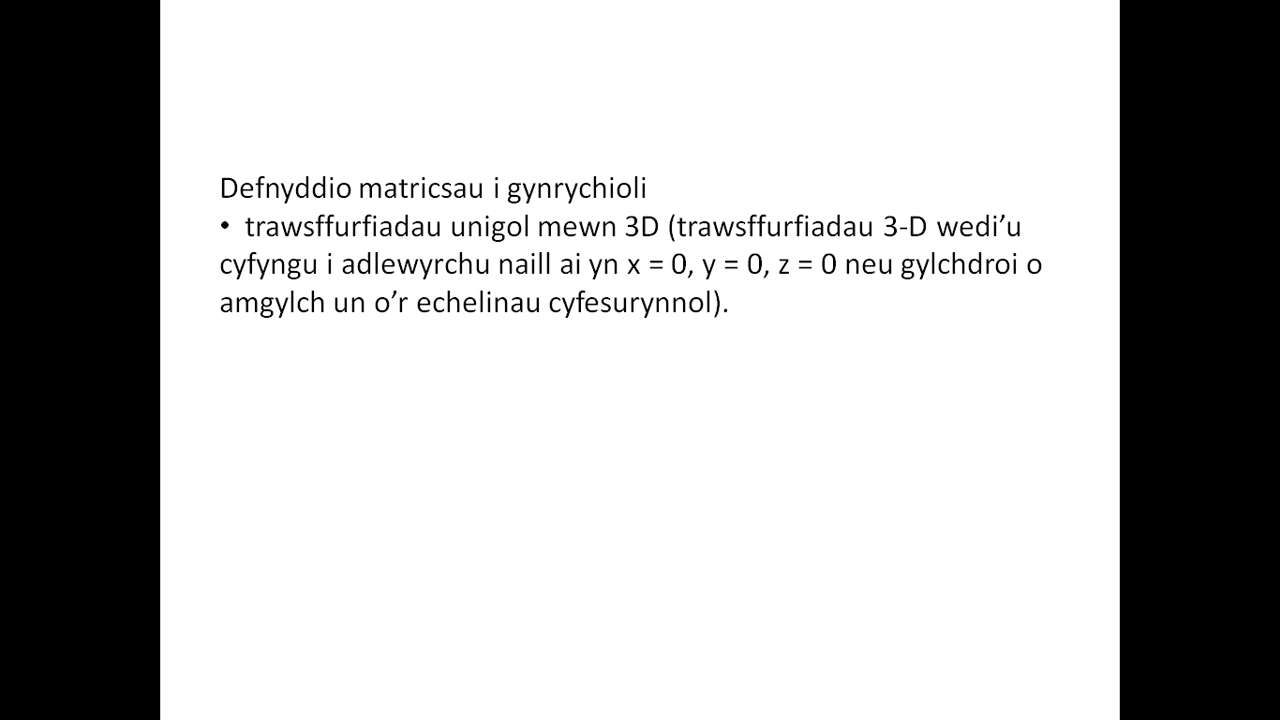 Defnyddio matricsau i gynrychioli
• trawsffurfiadau unigol mewn 3D (trawsffurfiadau 3-D wedi’u
cyfyngu i adlewyrchu naill ai yn x = 0, y = 0, z = 0 neu gylchdroi o
amgylch un o’r echelinau cyfesurynnol).